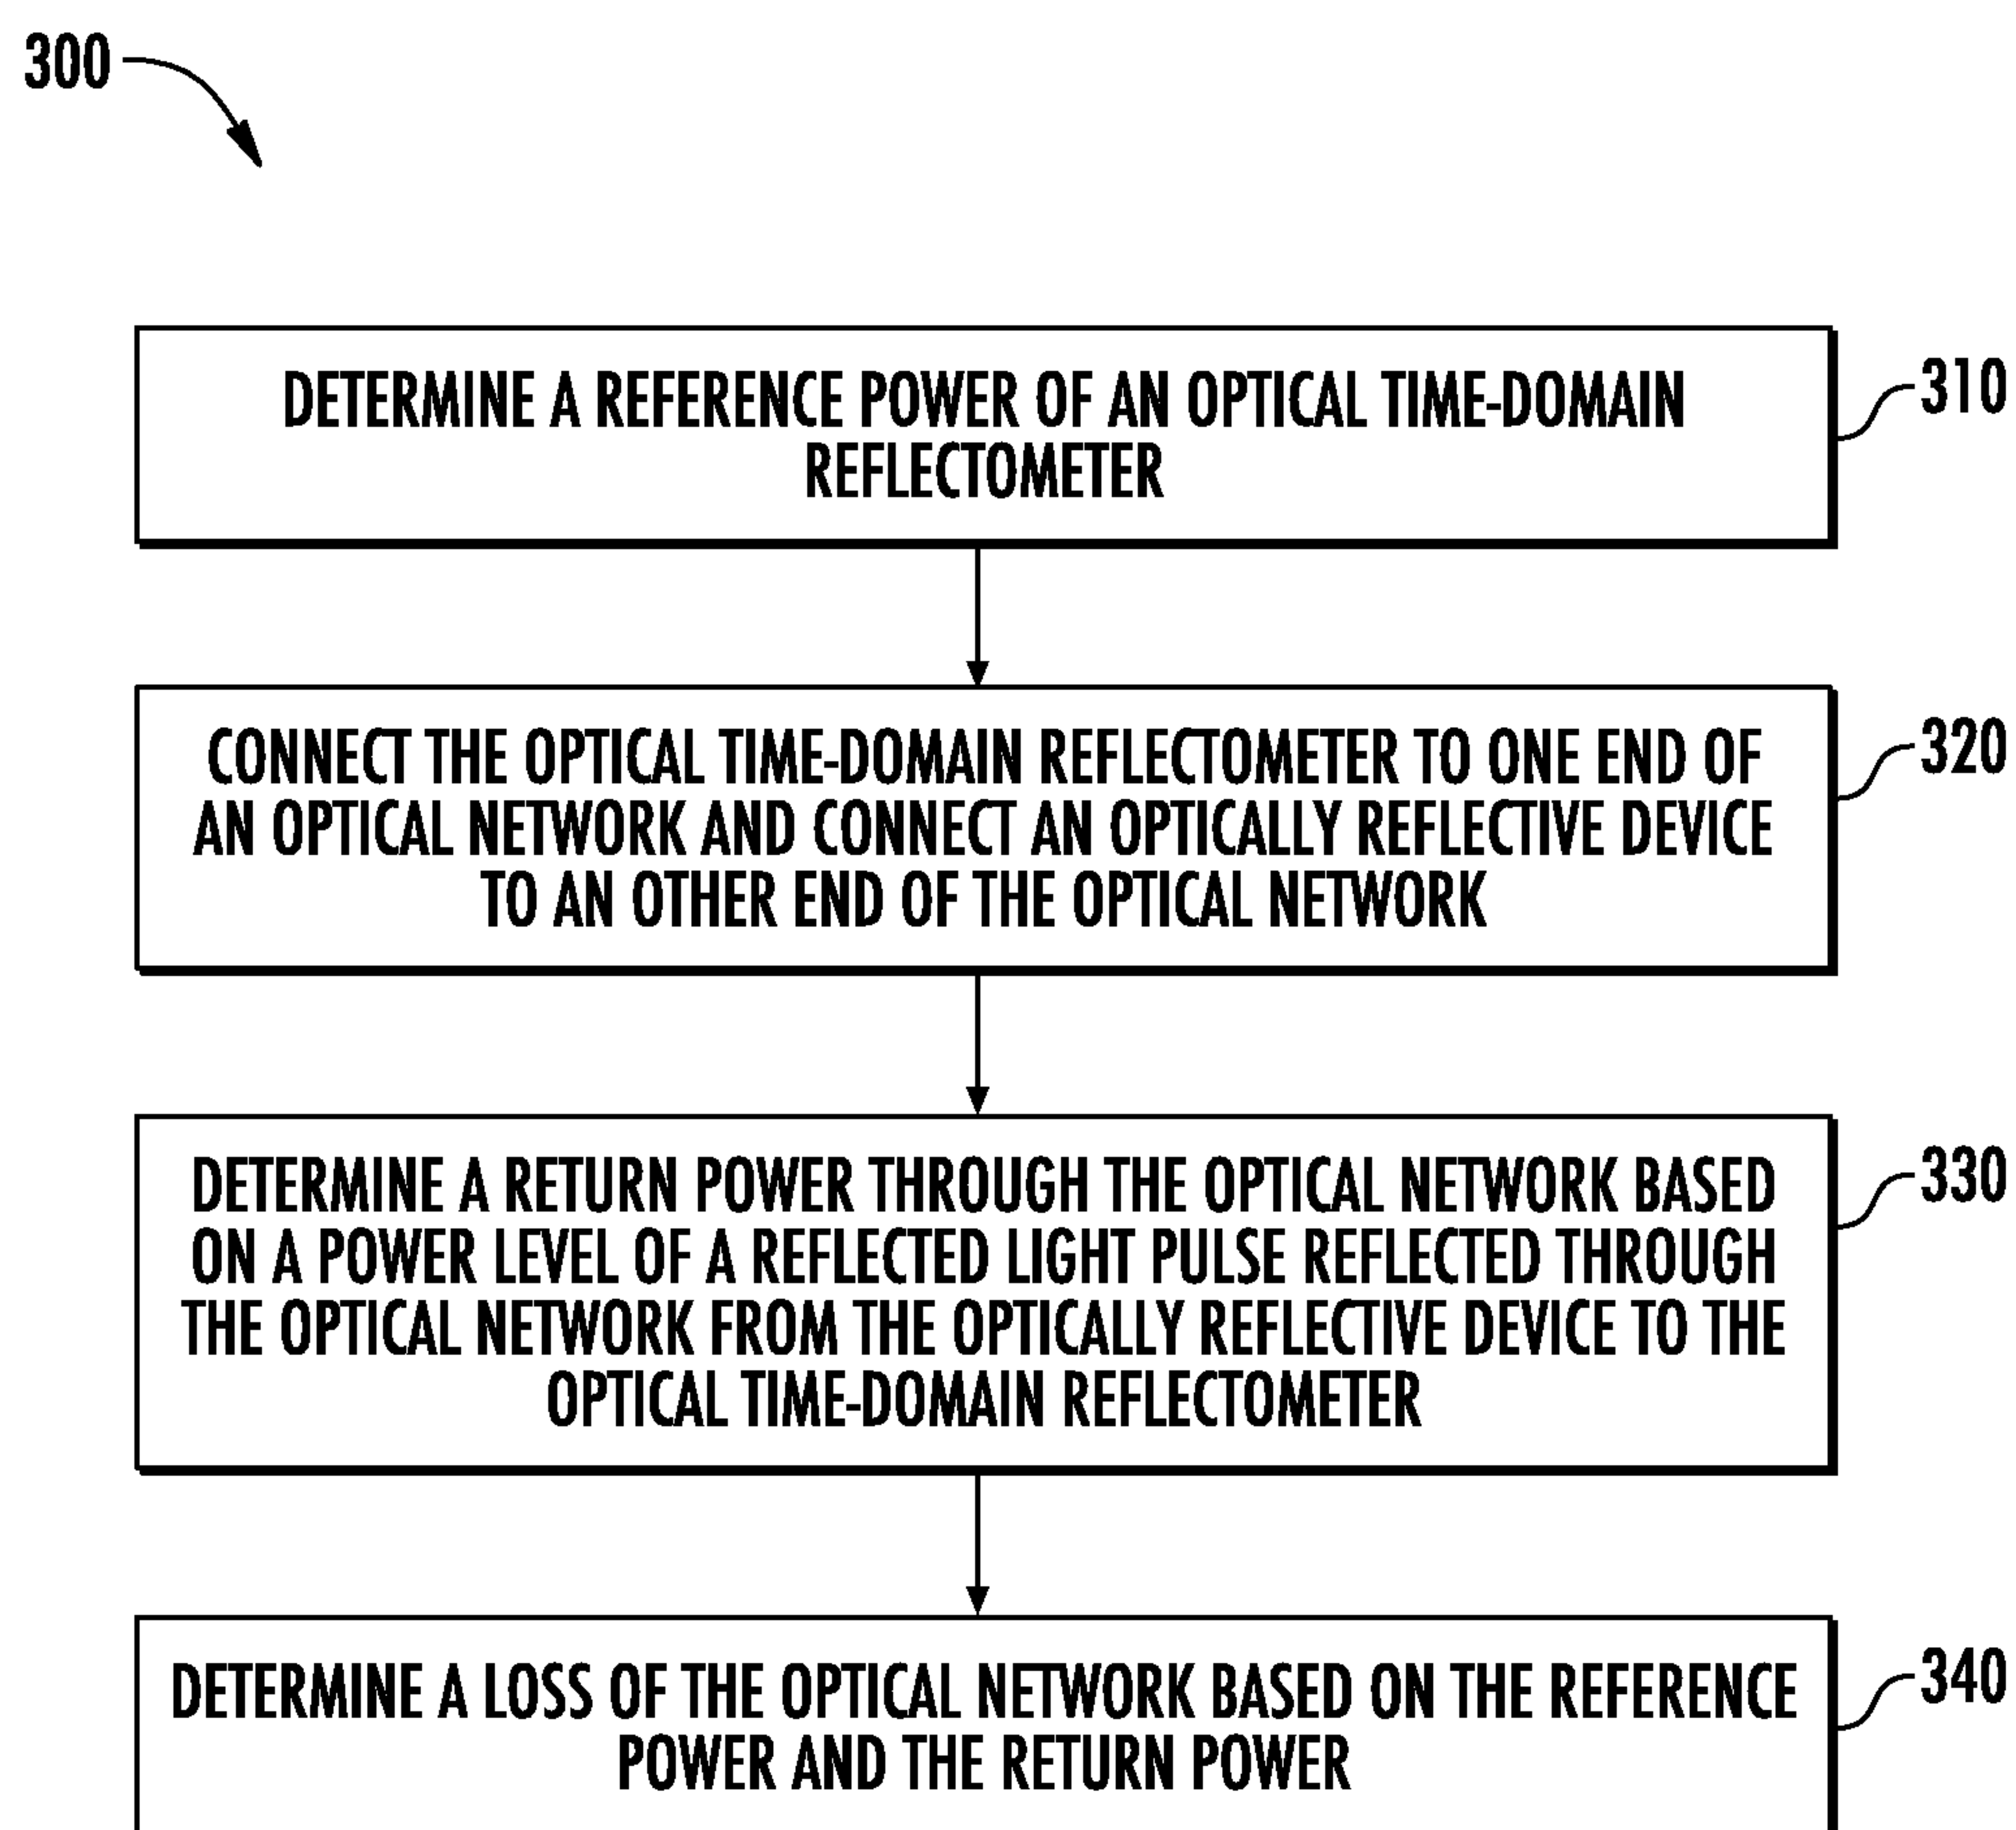 300
DETERMINE A REFERENCE POWER OF AN OPTICAL TIME-DOMAIN
REFLECTOMETER
310
CONNECT THE OPTICAL TIME-DOMAIN REFLECTOMETER TO ONE END OF
AN OPTICAL NETWORK AND CONNECT AN OPTICALLY REFLECTIVE DEVICE
TO AN OTHER END OF THE OPTICAL NETWORK
320
DETERMINE A RETURN POWER THROUGH THE OPTICAL NETWORK BASED
ON A POWER LEVEL OF A REFLECTED LIGHT PULSE REFLECTED THROUGH
THE OPTICAL NETWORK FROM THE OPTICALLY REFLECTIVE DEVICE TO THE
OPTICAL TIME-DOMAIN REFLECTOMETER
330
DETERMINE A LOSS OF THE OPTICAL NETWORK BASED ON THE REFERENCE
POWER AND THE RETURN POWER
340